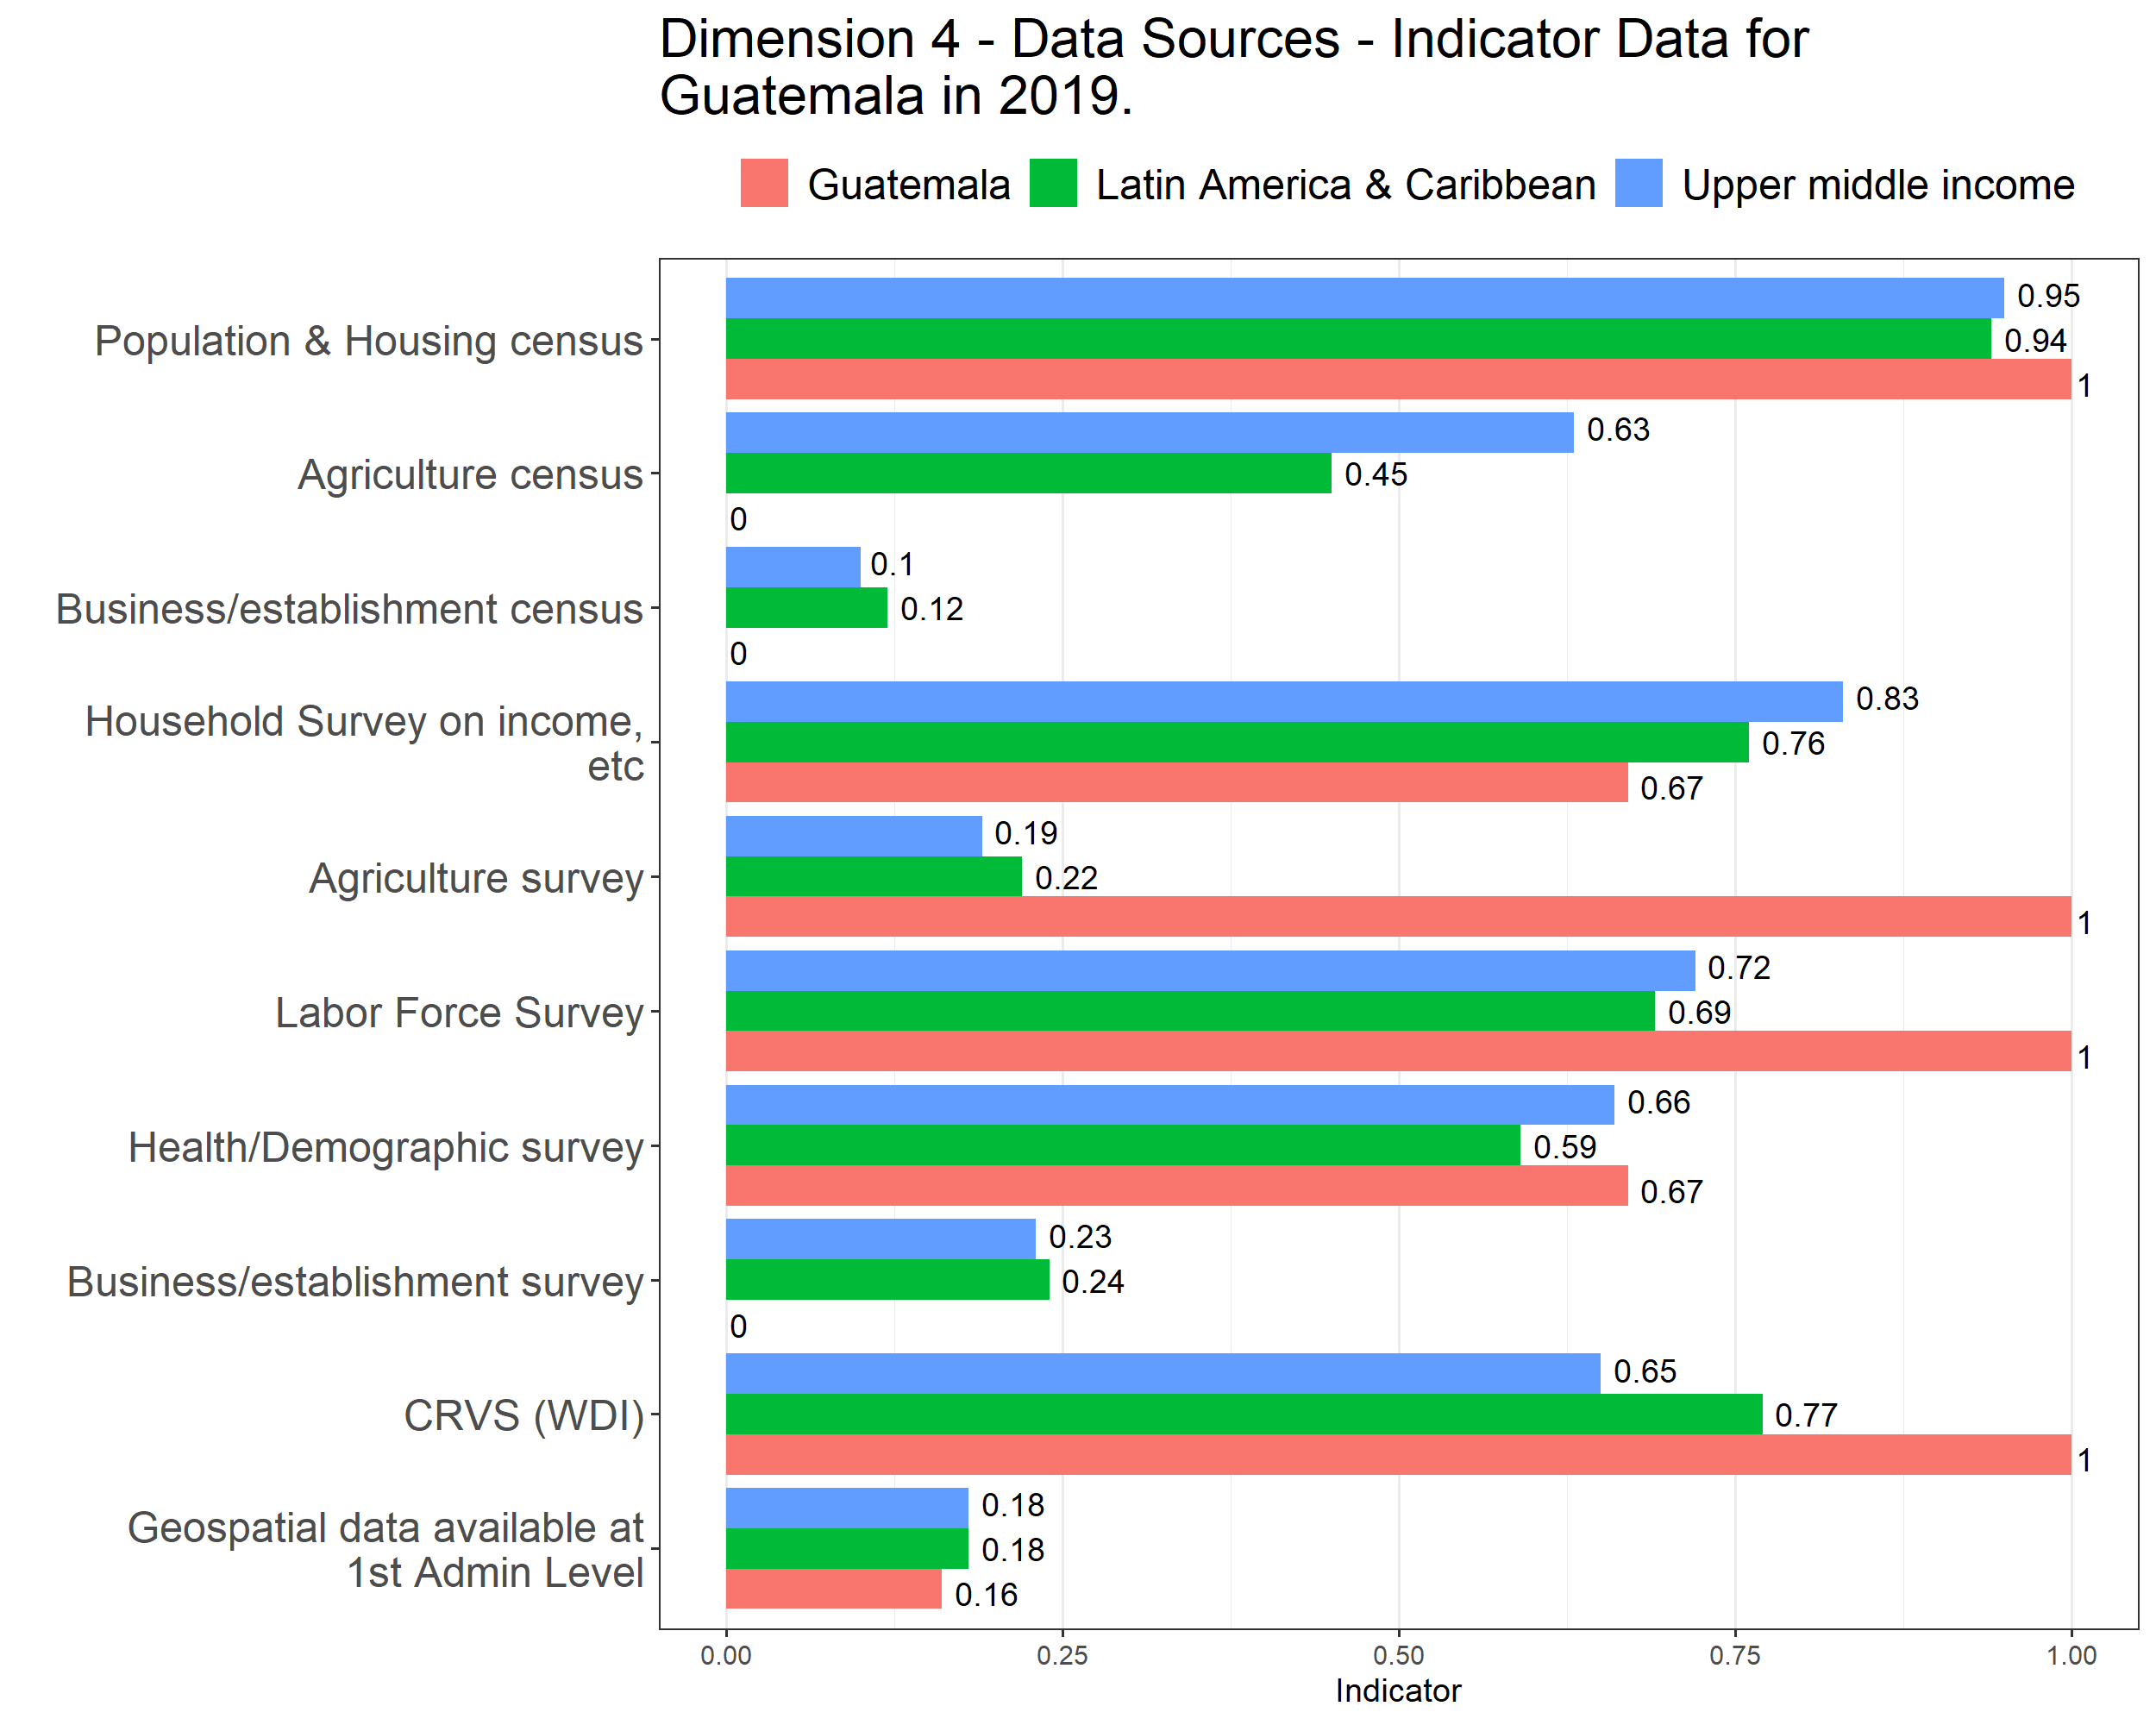 Dimension 4 - Data Sources - Indicator Data for
Guatemala in 2019.
Guatemala Latin America & Caribbean Upper middle income
Population & Housing census
0.95
0.94
1
Agriculture census
0.63
0.45
0
Business/establishment census
0.1
0.12
0
Household Survey on income,
etc
0.83
0.76
0.67
Agriculture survey
0.19
0.22
1
Labor Force Survey
0.72
0.69
1
Health/Demographic survey
0.66
0.59
0.67
Business/establishment survey
0.23
0.24
0
CRVS (WDI)
0.65
0.77
1
Geospatial data available at
1st Admin Level
0.18
0.18
0.16
0.00 0.25 0.50 0.75 1.00
Indicator